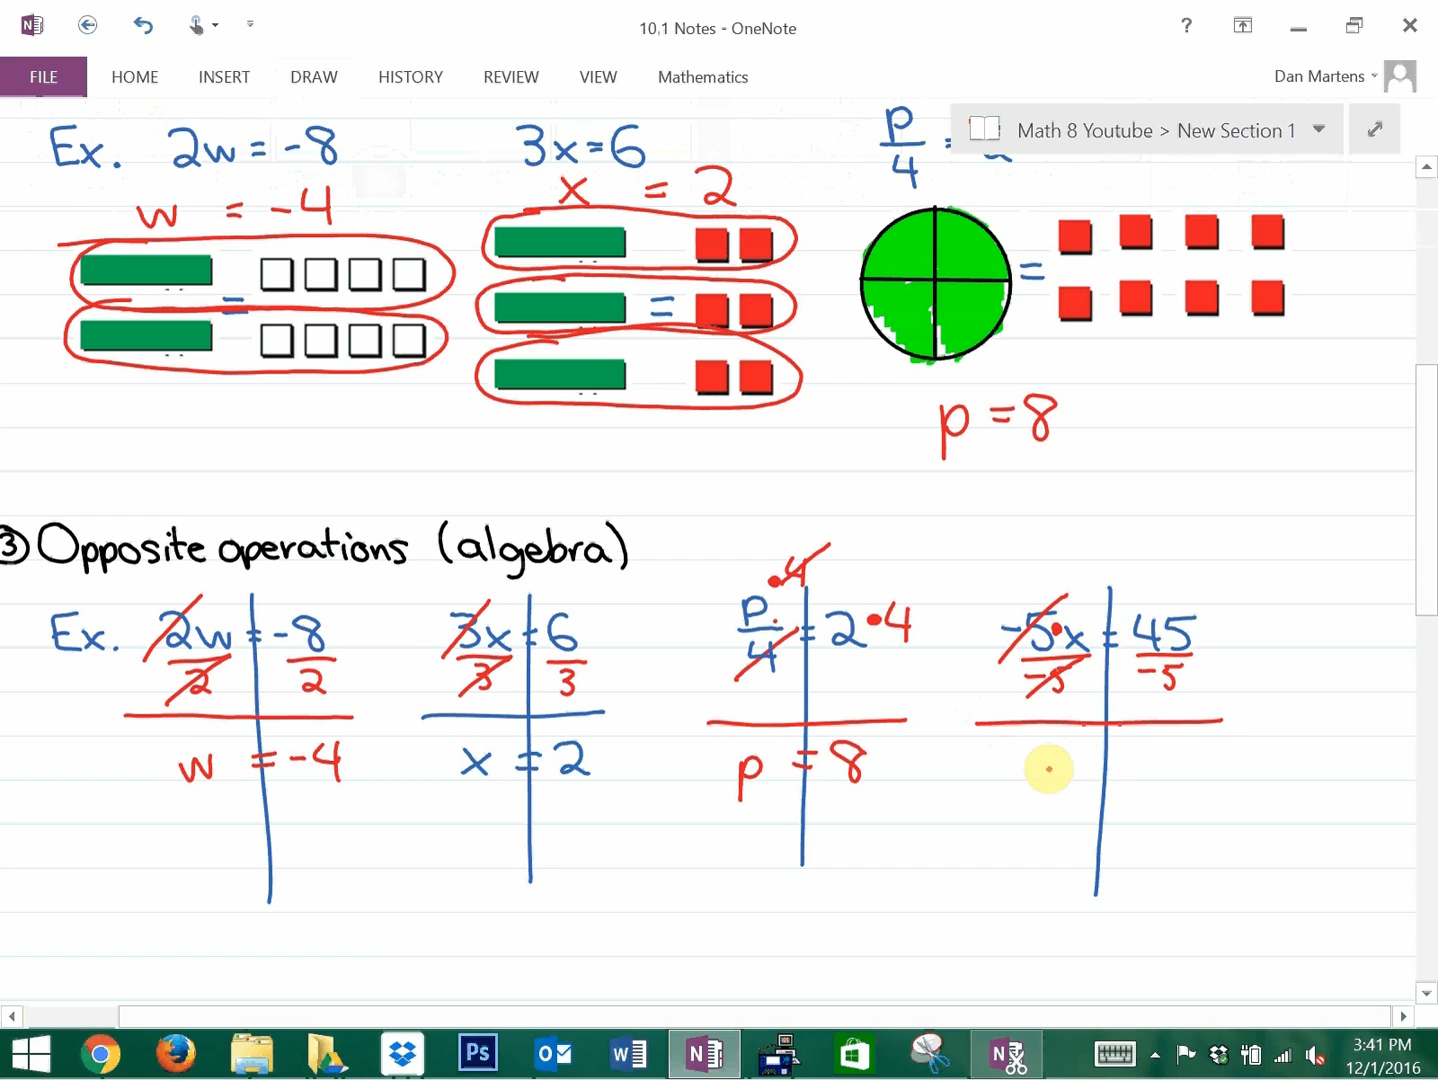 10,1 Notes - OneNote
?
FILE HOME INSERT DRAW HISTORY REVIEW VIEW Mathematics
Dan Martens
Math 8 Youtube > New Section 1
Ex. 2w = -8
w = -4
=
3x = 6
x = 2
=
p/4 =
=
p = 8
③ Opposite operations (algebra)
Ex. 2w = -8
2 2
w = -4
3x = 6
3 3
x = 2
•4
p/4 = 2 •4
p = 8
-5•x = 45
-5 -5
Ps
3:41 PM
12/1/2016